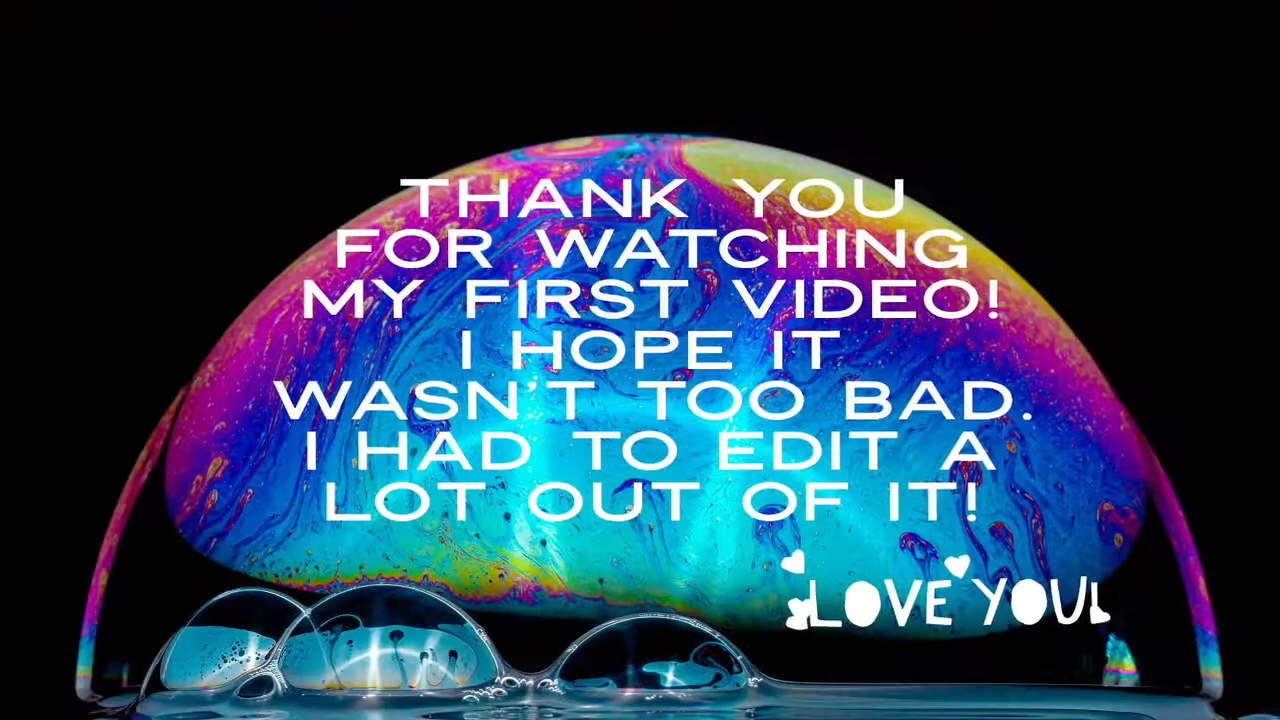 THANK YOU
FOR WATCHING
MY FIRST VIDEO!
I HOPE IT
WASN'T TOO BAD.
I HAD TO EDIT A
LOT OUT OF IT!
LOVE YOU!